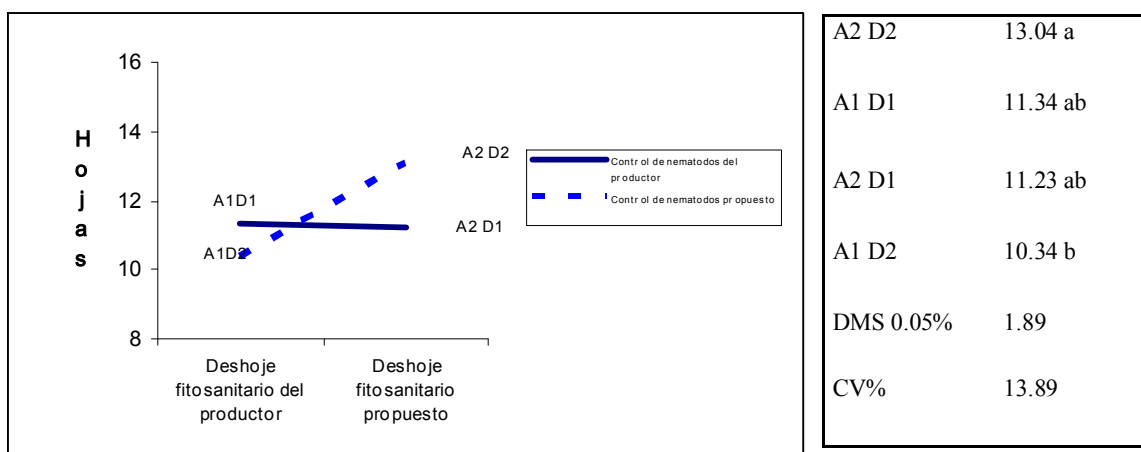 16
14
12
10
8
Hojas
A1D1
A1D2
A2 D2
A2 D1
Control de nematodos del
productor
Control de nematodos propuesto
Deshoje
fitosanitario del
productor
Deshoje
fitosanitario
propuesto
A2 D2 13.04 a
A1 D1 11.34 ab
A2 D1 11.23 ab
A1 D2 10.34 b
DMS 0.05% 1.89
CV% 13.89